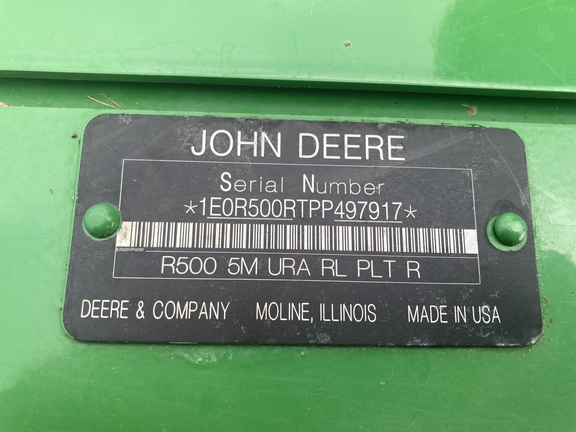 JOHN DEERE
Serial Number
*1E0R500RTPP497917*
R500 5M URA RL PLT R
DEERE & COMPANY MOLINE, ILLINOIS MADE IN USA